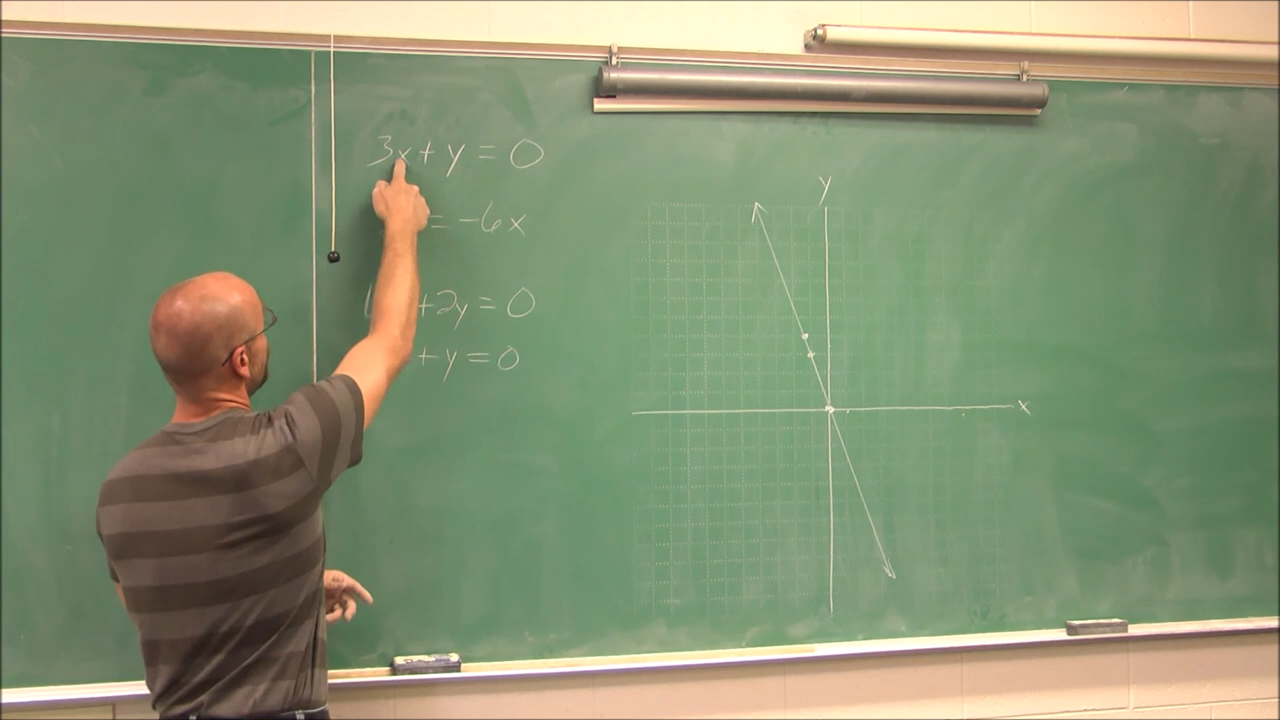 3x + y = 0
= -6x
+ 2y = 0
+ y = 0
y
x